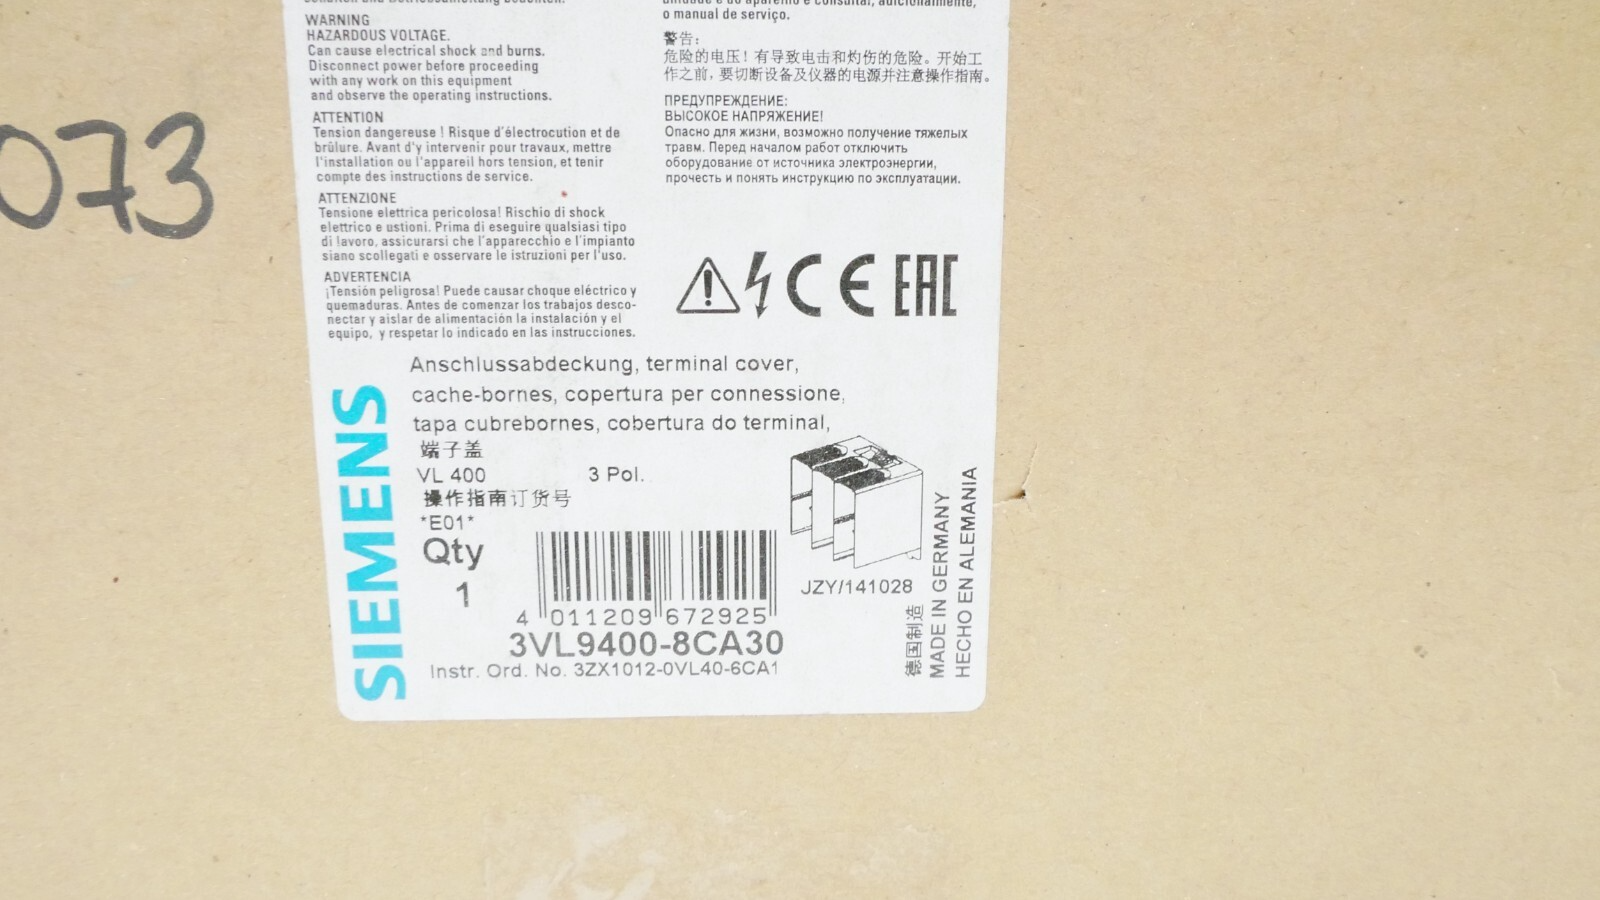 WARNING
HAZARDOUS VOLTAGE.
Can cause electrical shock and burns.
Disconnect power before proceeding
with any work on this equipment
and observe the operating instructions.
ATTENTION
Tension dangereuse ! Risque d'électrocution et de
brûlure. Avant d'y intervenir pour travaux, mettre
l'installation ou l'appareil hors tension, et tenir
compte des instructions de service.
ATTENZIONE
Tensione elettrica pericolosa! Rischio di shock
elettrico e ustioni. Prima di eseguire qualsiasi tipo
di lavoro, assicurarsi che l'apparecchio e l'impianto
siano scollegati e osservare le istruzioni per l'uso.
ADVERTENCIA
¡Tensión peligrosa! Puede causar choque eléctrico y
quemaduras. Antes de comenzar los trabajos desco-
nectar y aislar de alimentación la instalación y el
equipo, y respetar lo indicado en las instrucciones.
unidade e do aparelho e consultar, adicionalmente,
o manual de serviço.
警告:
危险的电压!有导致电击和灼伤的危险。开始工
作之前,要切断设备及仪器的电源并注意操作指南。
ПРЕДУПРЕЖДЕНИЕ:
ВЫСОКОЕ НАПРЯЖЕНИЕ!
Опасно для жизни, возможно получение тяжелых
травм. Перед началом работ отключить
оборудование от источника электроэнергии,
прочесть и понять инструкцию по эксплуатации.
CE EAC
073
SIEMENS
Anschlussabdeckung, terminal cover,
cache-bornes, copertura per connessione,
tapa cubrebornes, cobertura do terminal,
端子盖
VL 400 3 Pol.
操作指南订货号
*E01*
Qty
1
4 011209 672925
3VL9400-8CA30
Instr. Ord. No. 3ZX1012-0VL40-6CA1
JZY/141028
德国制造
MADE IN GERMANY
HECHO EN ALEMANIA